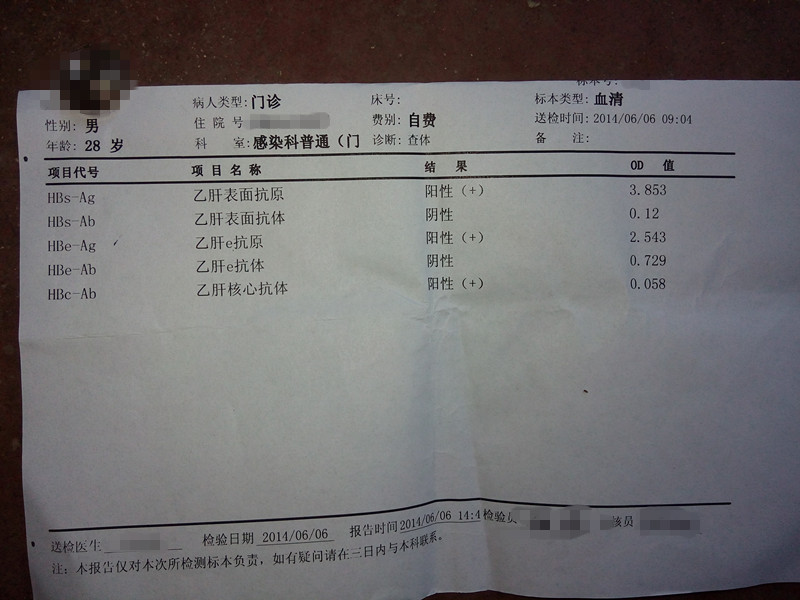 病人类型: 门诊 床号: 标本类型: 血清
性别: 男 住 院 号 费别: 自费 送检时间: 2014/06/06 09:04
年龄: 28 岁 科 室: 感染科普通（门 诊断: 查体 备 注:
项目代号 项 目 名 称 结 果 OD 值
HBs-Ag 乙肝表面抗原 阳性（+） 3.853
HBs-Ab 乙肝表面抗体 阴性 0.12
HBe-Ag 乙肝e抗原 阳性（+） 2.543
HBe-Ab 乙肝e抗体 阴性 0.729
HBc-Ab 乙肝核心抗体 阳性（+） 0.058
送检医生 检验日期 2014/06/06 报告时间 2014/06/06 14:4 检验员 核员
注: 本报告仅对本次所检测标本负责，如有疑问请在三日内与本科联系。